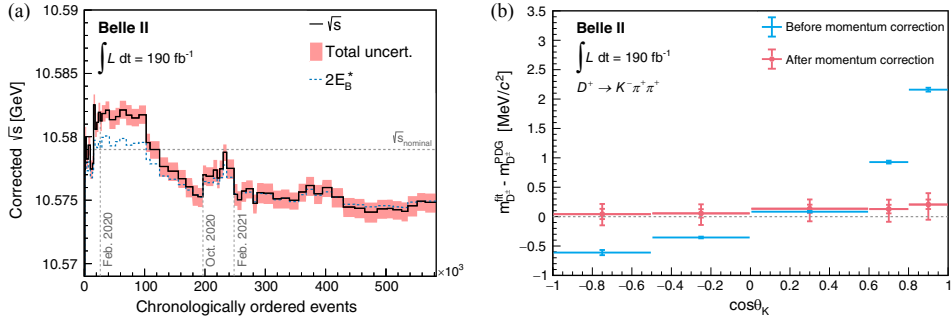 (a)
Belle II
∫ L dt = 190 fb⁻¹
√s
Total uncert.
2E*_B
√s_nominal
Corrected √s [GeV]
10.59
10.585
10.58
10.575
10.57
Feb. 2020
Oct. 2020
Feb. 2021
0 100 200 300 400 500
×10³
Chronologically ordered events
(b)
Belle II
∫ L dt = 190 fb⁻¹
D⁺ → K⁻π⁺π⁺
Before momentum correction
After momentum correction
m^fit_D± - m^PDG_D± [MeV/c²]
3.5
3
2.5
2
1.5
1
0.5
0
−0.5
−1
−1 −0.8 −0.6 −0.4 −0.2 0 0.2 0.4 0.6 0.8 1
cosθ_K